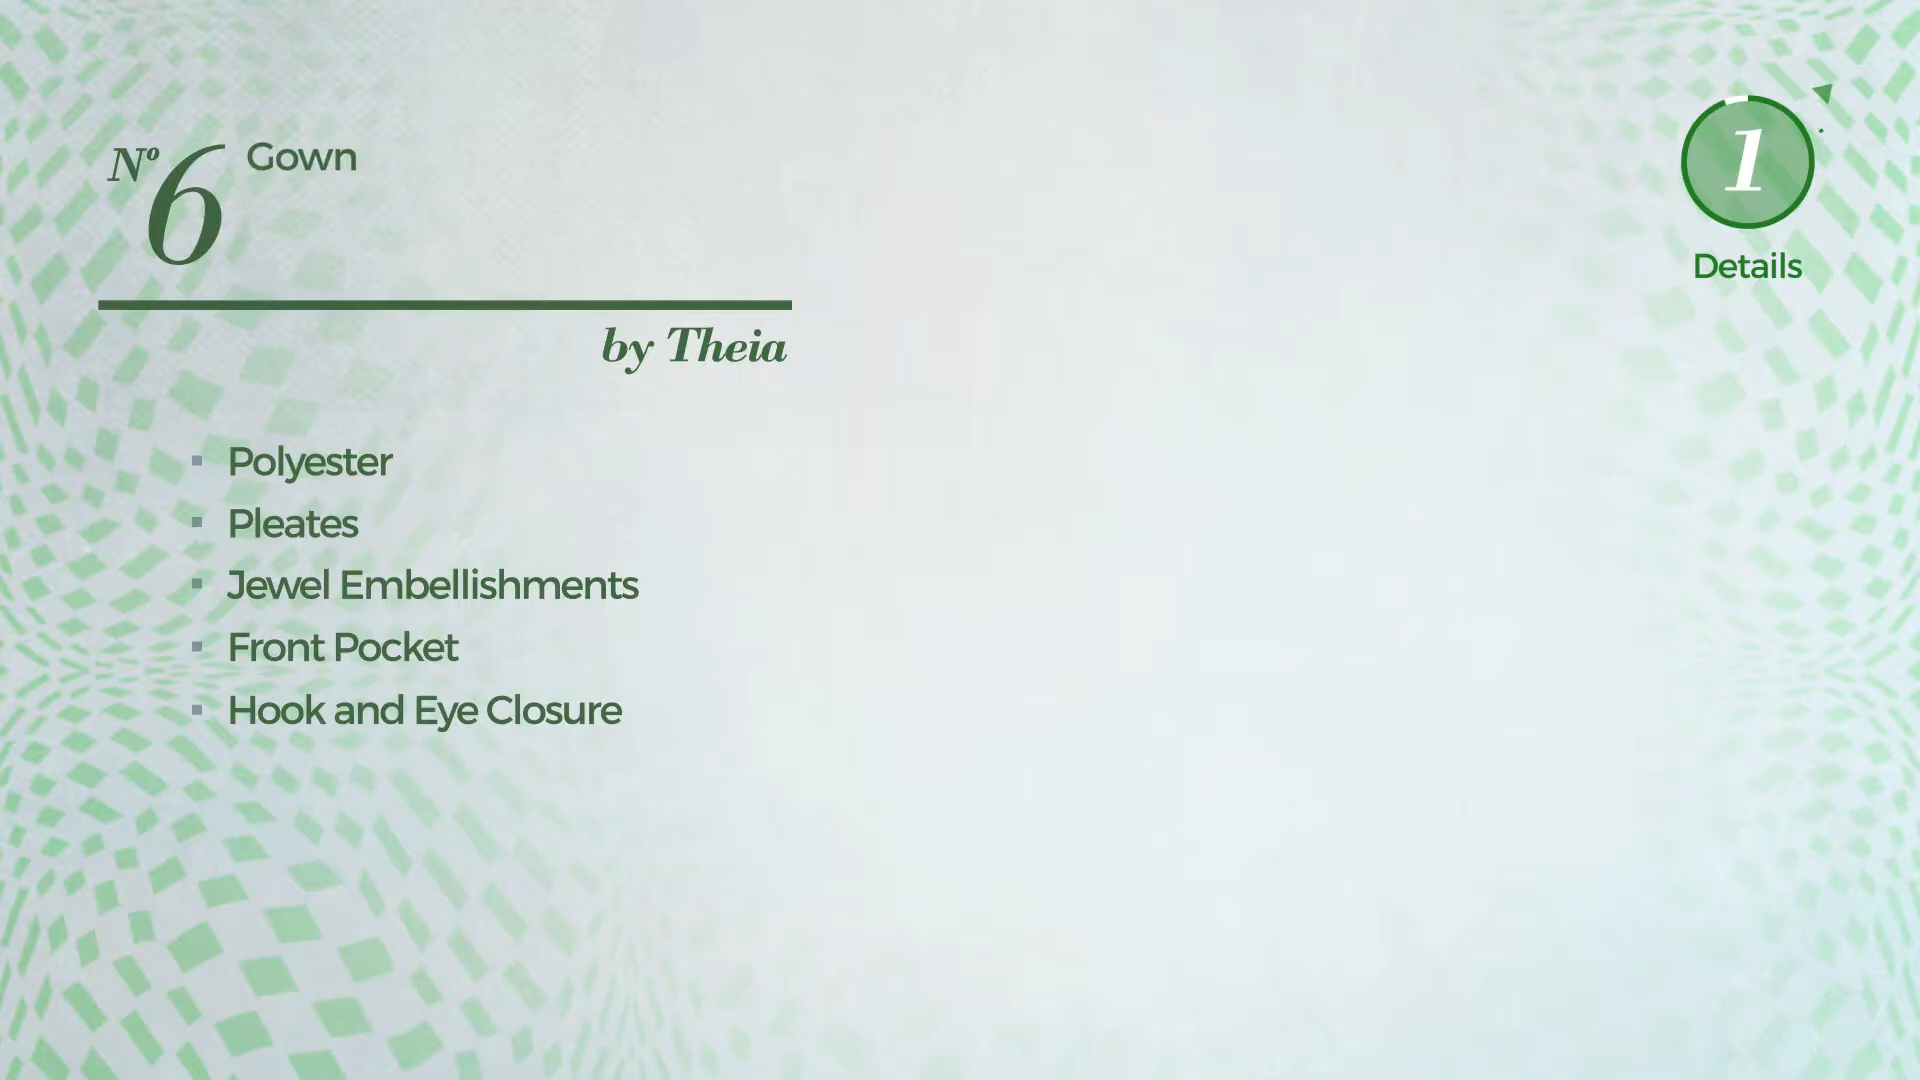 Nº 6 Gown
by Theia
Polyester
Pleates
Jewel Embellishments
Front Pocket
Hook and Eye Closure
1
Details